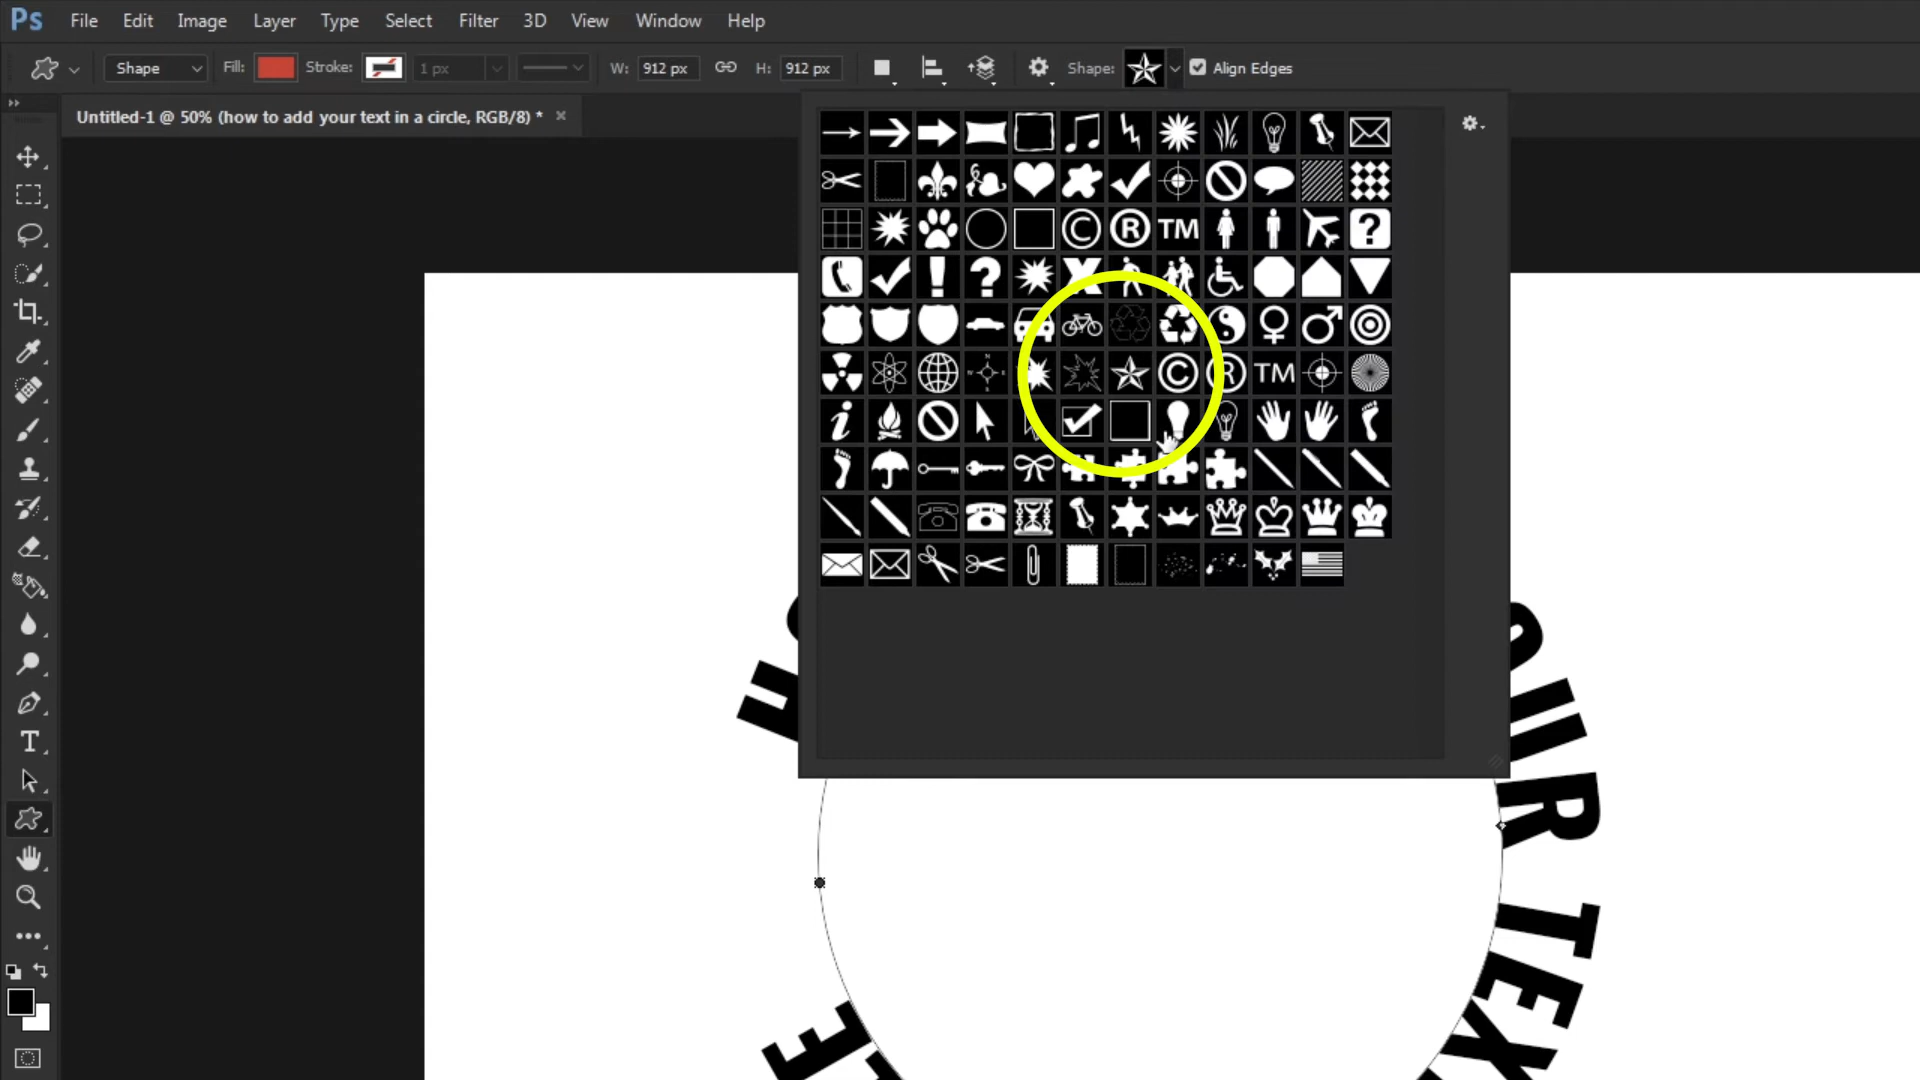 Ps File Edit Image Layer Type Select Filter 3D View Window Help
Shape Fill: Stroke: 1 px W: 912 px H: 912 px Shape: Align Edges
Untitled-1 @ 50% (how to add your text in a circle, RGB/8) * ×
© ® TM ?
! ? X
© ® TM
i
H
OUR TEX
E